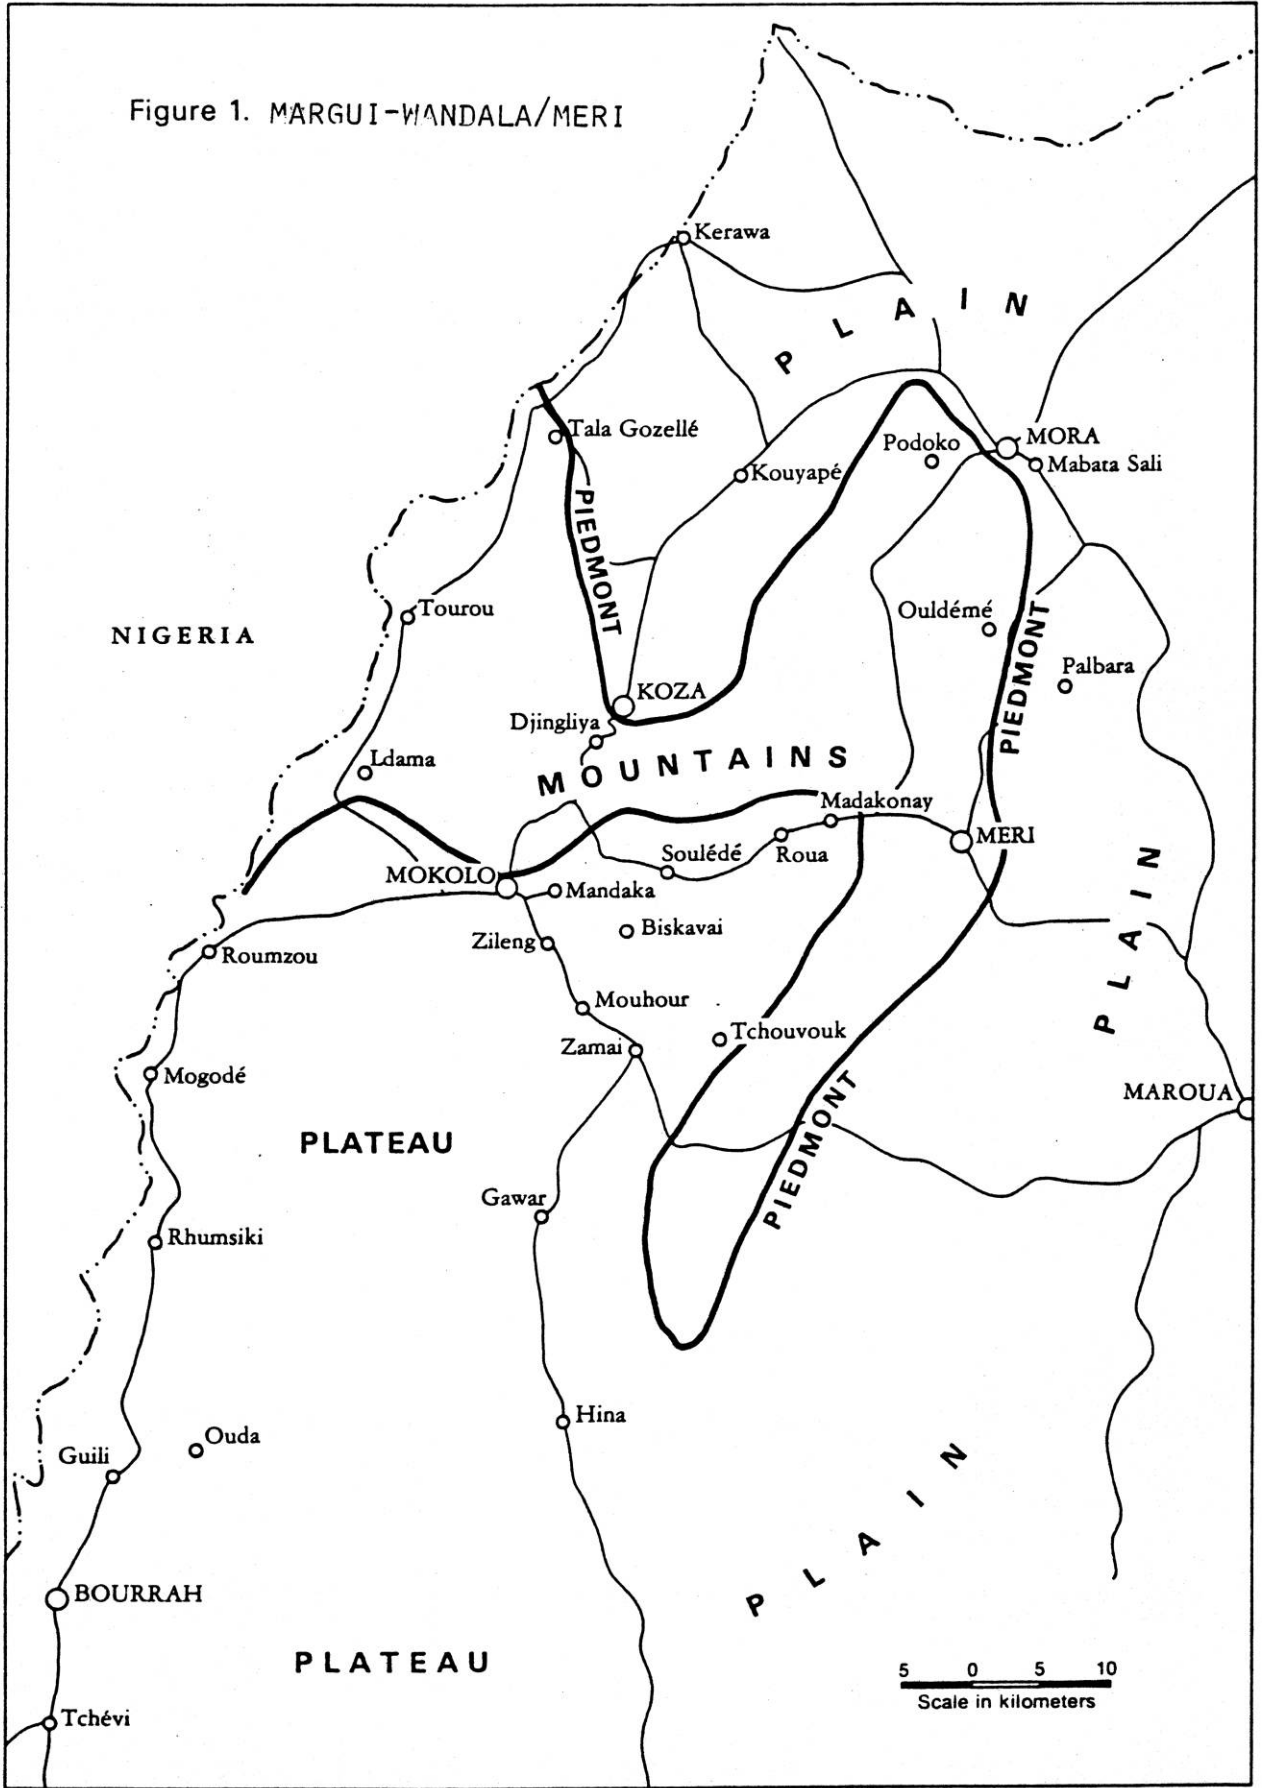 Figure 1. MARGUI-WANDALA/MERI
Kerawa
PLAIN
Tala Gozellé
Podoko
MORA
Mabata Sali
Kouyapé
PIEDMONT
Tourou
Ouldémé
NIGERIA
PIEDMONT
Palbara
KOZA
Djingliya
Ldama
MOUNTAINS
Madakonay
MERI
Soulédé
Roua
MOKOLO
Mandaka
PLAIN
Biskavai
Zileng
Roumzou
Mouhour
Tchouvouk
Zamai
Mogodé
MAROUA
PLATEAU
PIEDMONT
Gawar
Rhumsiki
Hina
Ouda
Guili
PLAIN
BOURRAH
PLATEAU
5 0 5 10
Scale in kilometers
Tchévi